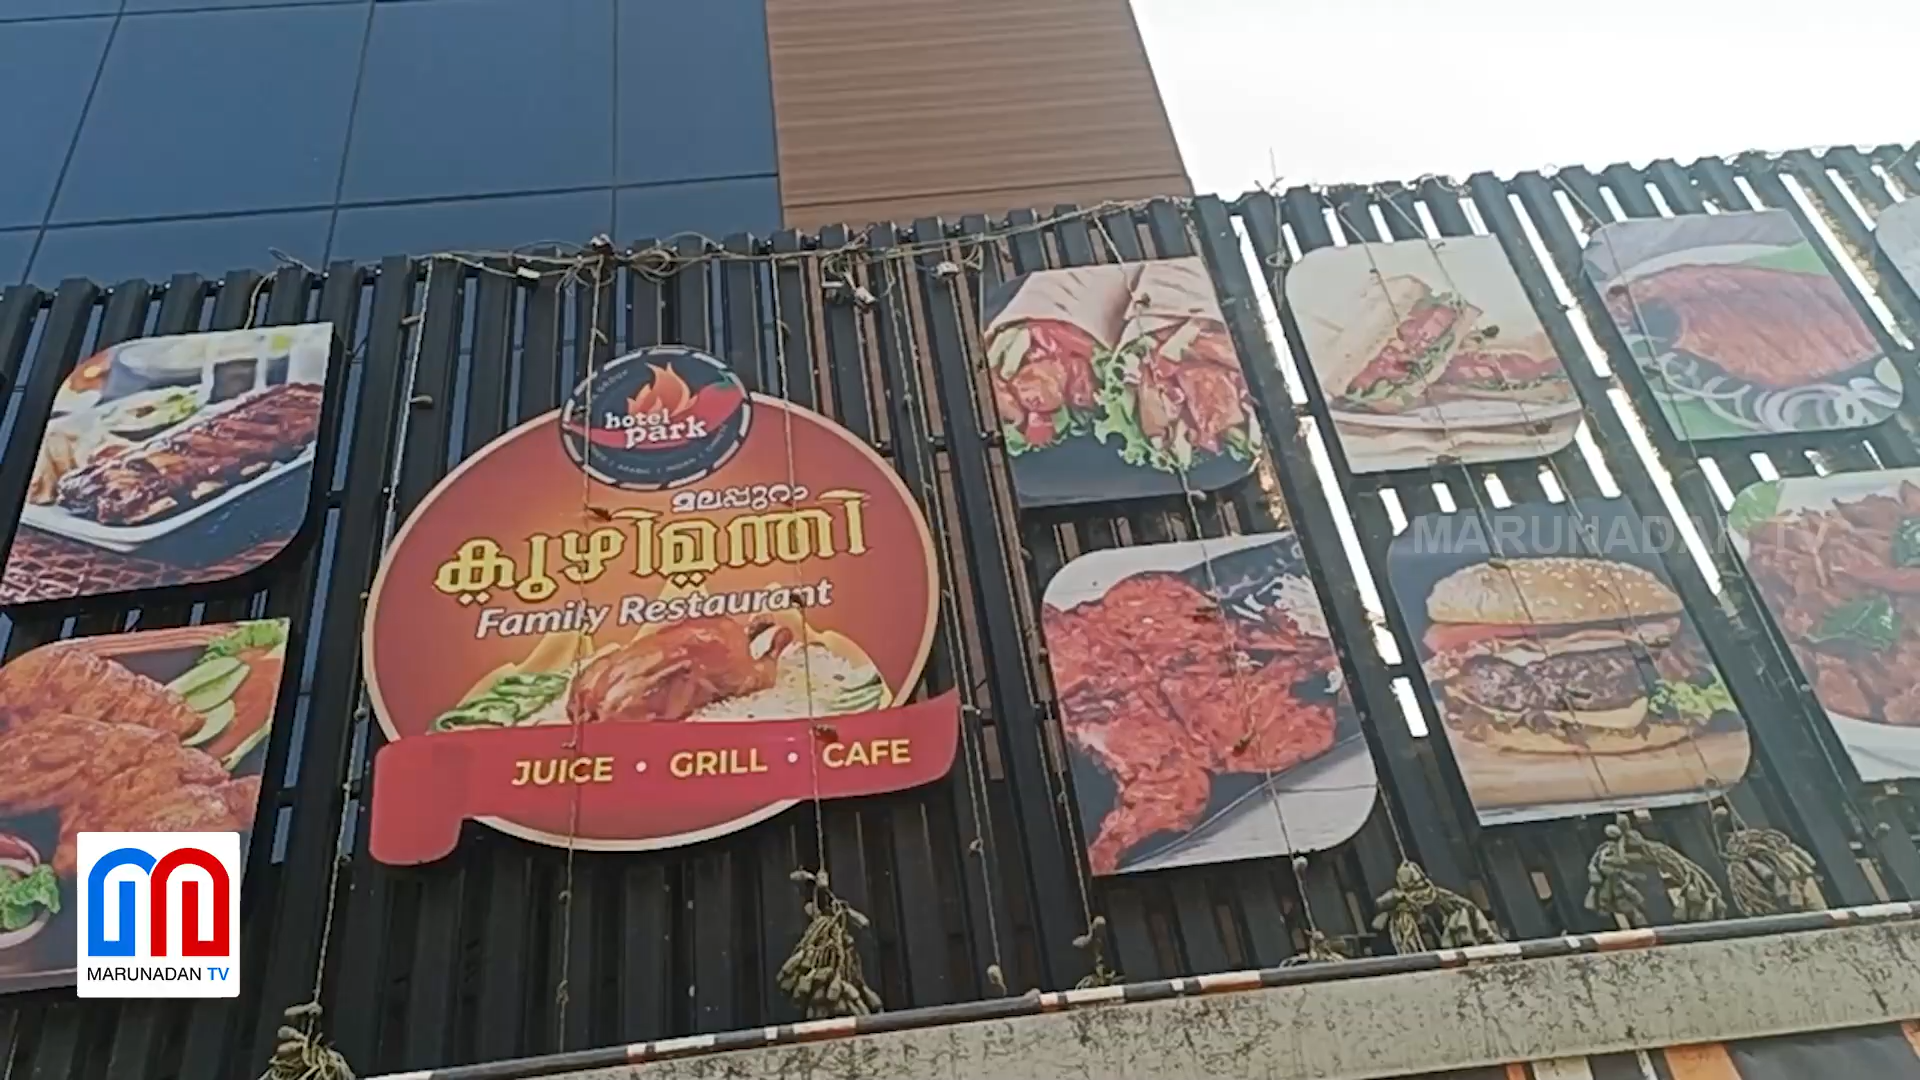 hotel
park
മലപ്പുറം
കുഴിമന്തി
Family Restaurant
JUICE • GRILL • CAFE
MARUNADAN TV
MARUNADAN TV